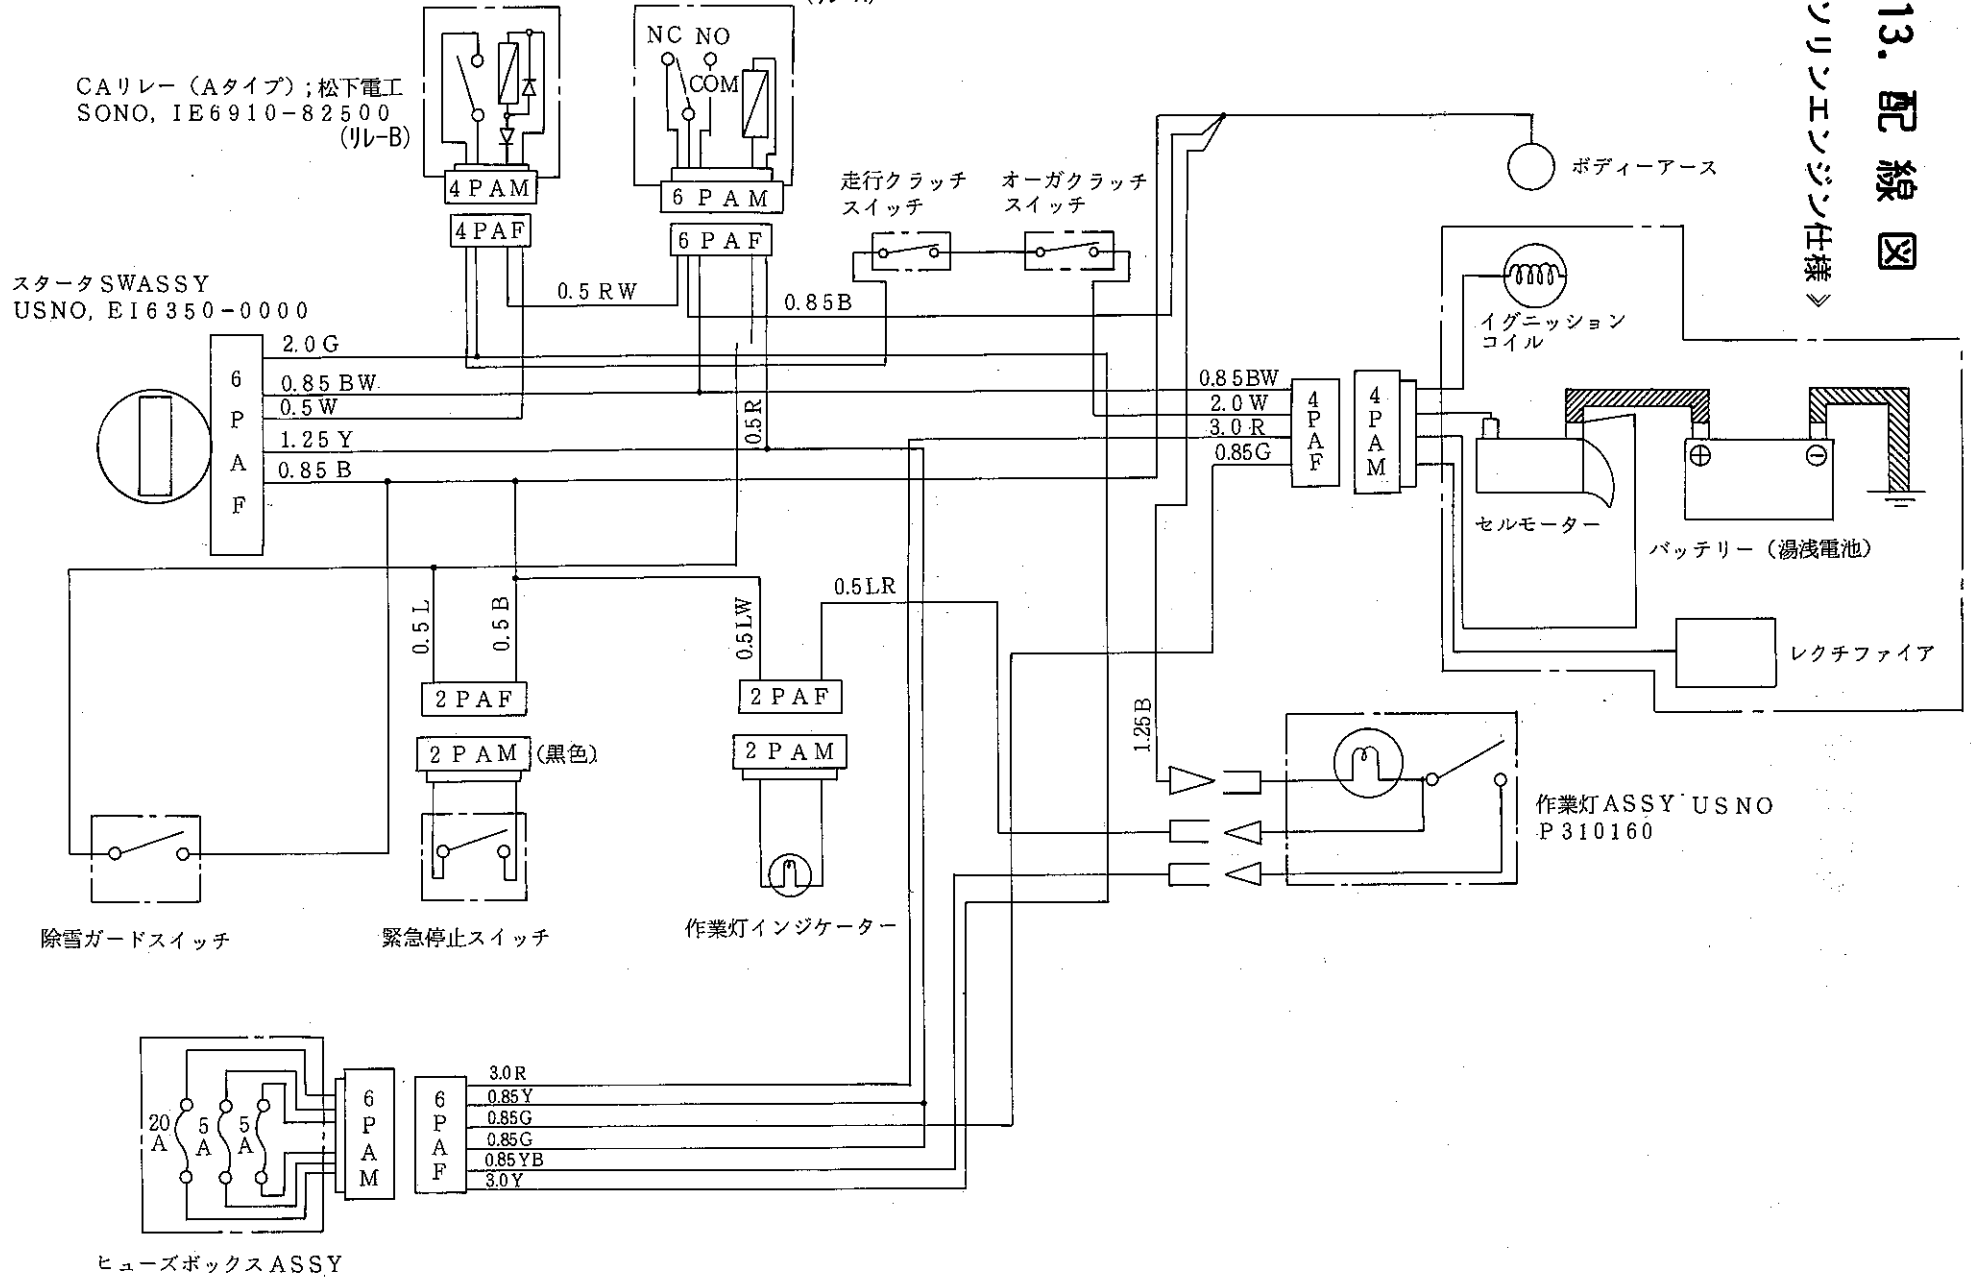 13. 配線図
ソリンエンジン仕様》
CAリレー（Aタイプ）;松下電工
SONO, IE6910-82500
(リレ-B)
NC NO
COM
4PAM
6PAM
4PAF
6PAF
走行クラッチ
スイッチ
オーガクラッチ
スイッチ
ボディーアース
スタータSWASSY
USNO, EI6350-0000
0.5RW
0.85B
イグニッション
コイル
6PAF
2.0G
0.85BW
0.5W
1.25Y
0.85B
0.5R
0.85BW
2.0W
3.0R
0.85G
4PAF
4PAM
⊕
⊖
セルモーター
バッテリー（湯浅電池）
0.5L
0.5B
0.5LW
0.5LR
レクチファイア
2PAF
2PAF
2PAM
(黒色)
2PAM
1.25B
作業灯ASSY USNO
P310160
除雪ガードスイッチ
緊急停止スイッチ
作業灯インジケーター
20A
5A
5A
6PAM
6PAF
3.0R
0.85Y
0.85G
0.85G
0.85YB
3.0Y
ヒューズボックスASSY